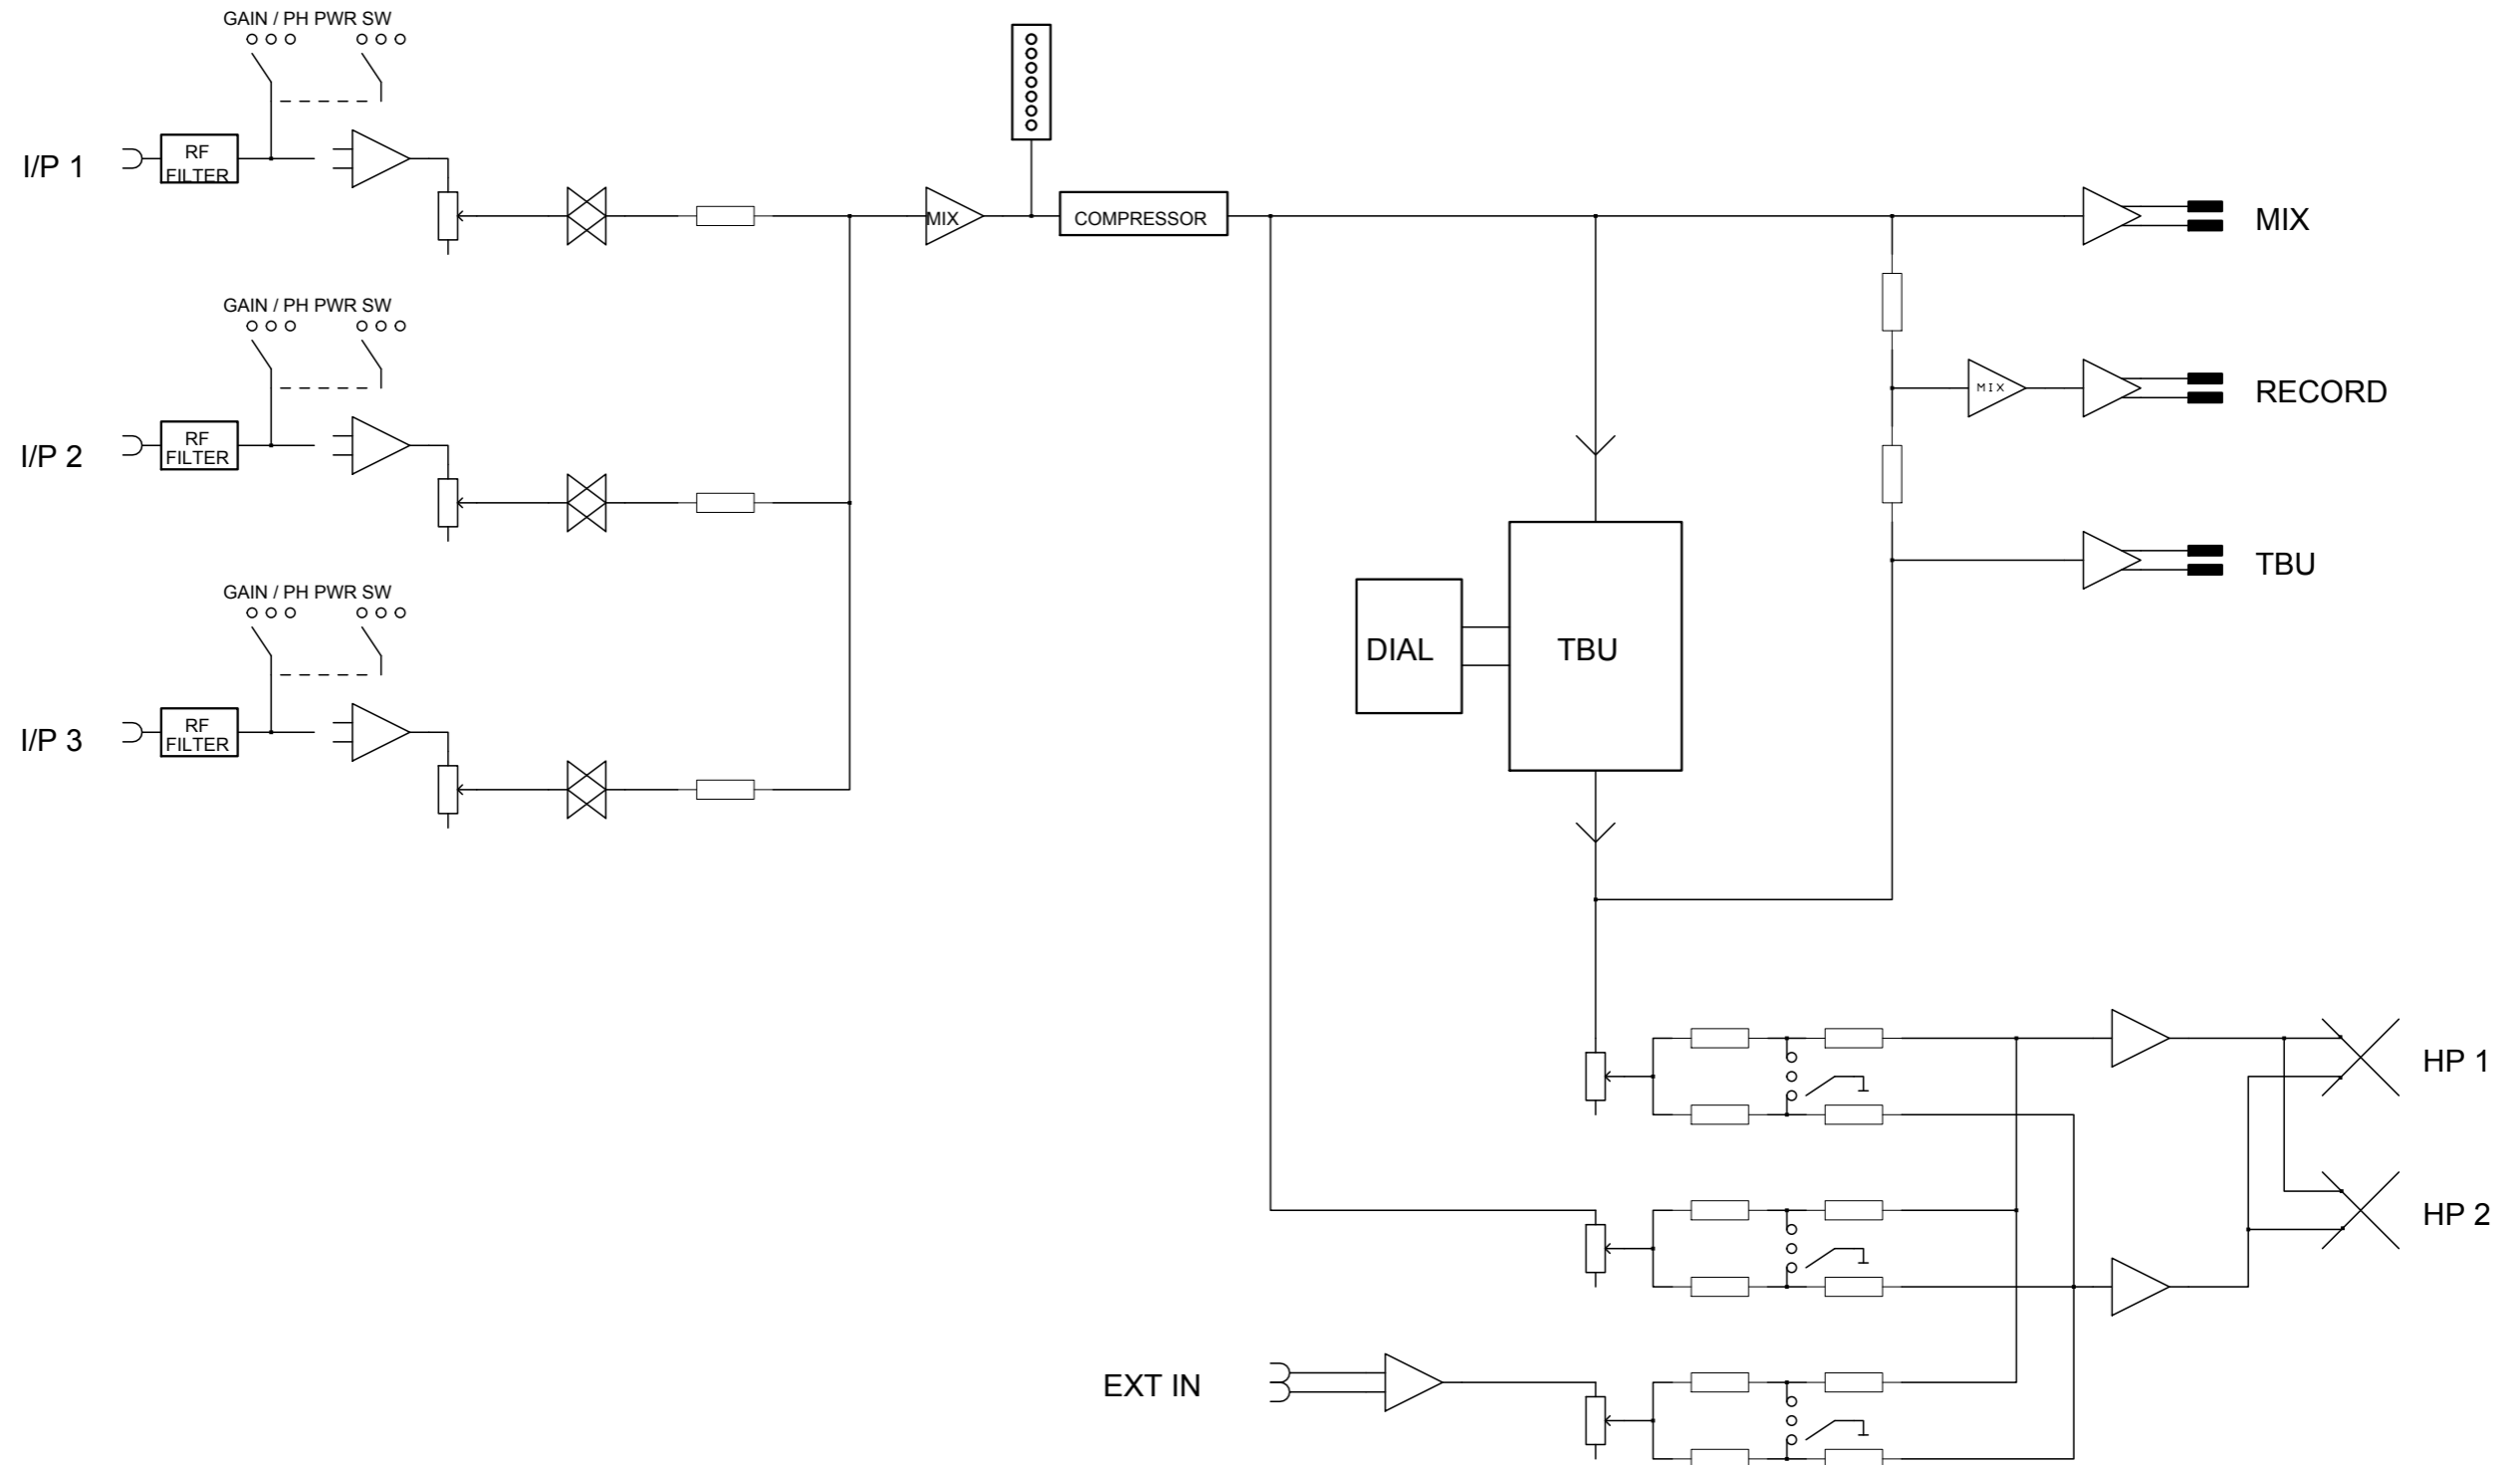 GAIN / PH PWR SW
I/P 1
RF
FILTER
MIX
COMPRESSOR
MIX
GAIN / PH PWR SW
I/P 2
RF
FILTER
MIX
RECORD
GAIN / PH PWR SW
I/P 3
RF
FILTER
DIAL
TBU
TBU
HP 1
HP 2
EXT IN